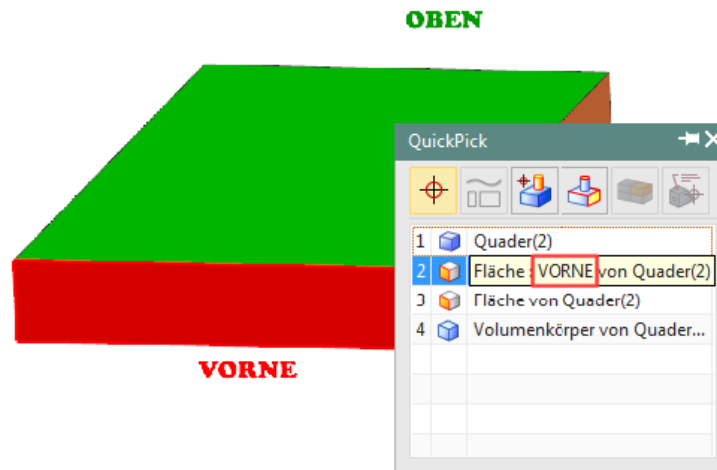 OBEN
QuickPick
1 Quader(2)
2 Fläche : VORNE von Quader(2)
3 Fläche von Quader(2)
4 Volumenkörper von Quader...
VORNE